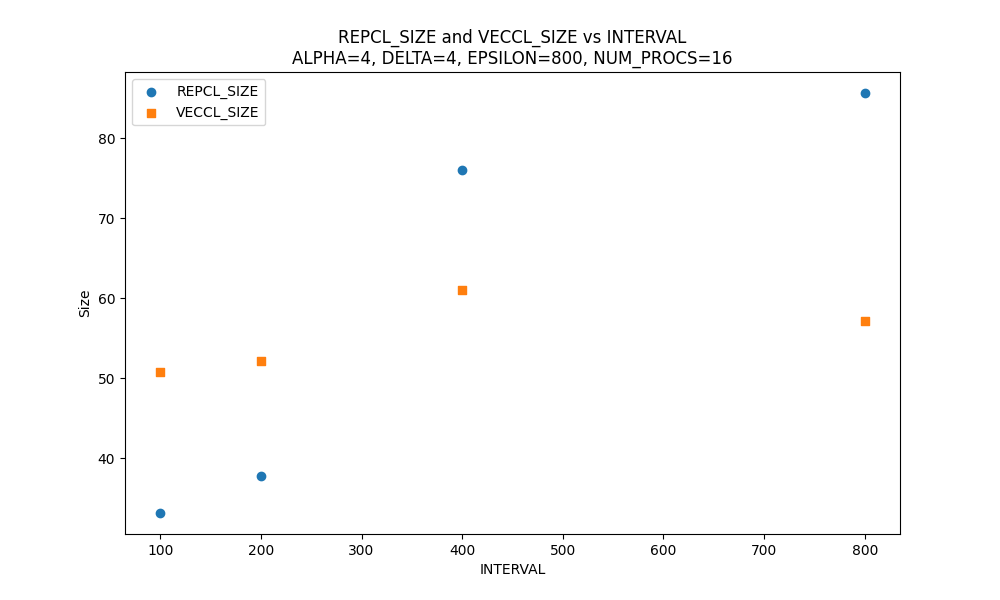 REPCL_SIZE and VECCL_SIZE vs INTERVAL
ALPHA=4, DELTA=4, EPSILON=800, NUM_PROCS=16
REPCL_SIZE
VECCL_SIZE
80
70
60
50
40
Size
100 200 300 400 500 600 700 800
INTERVAL